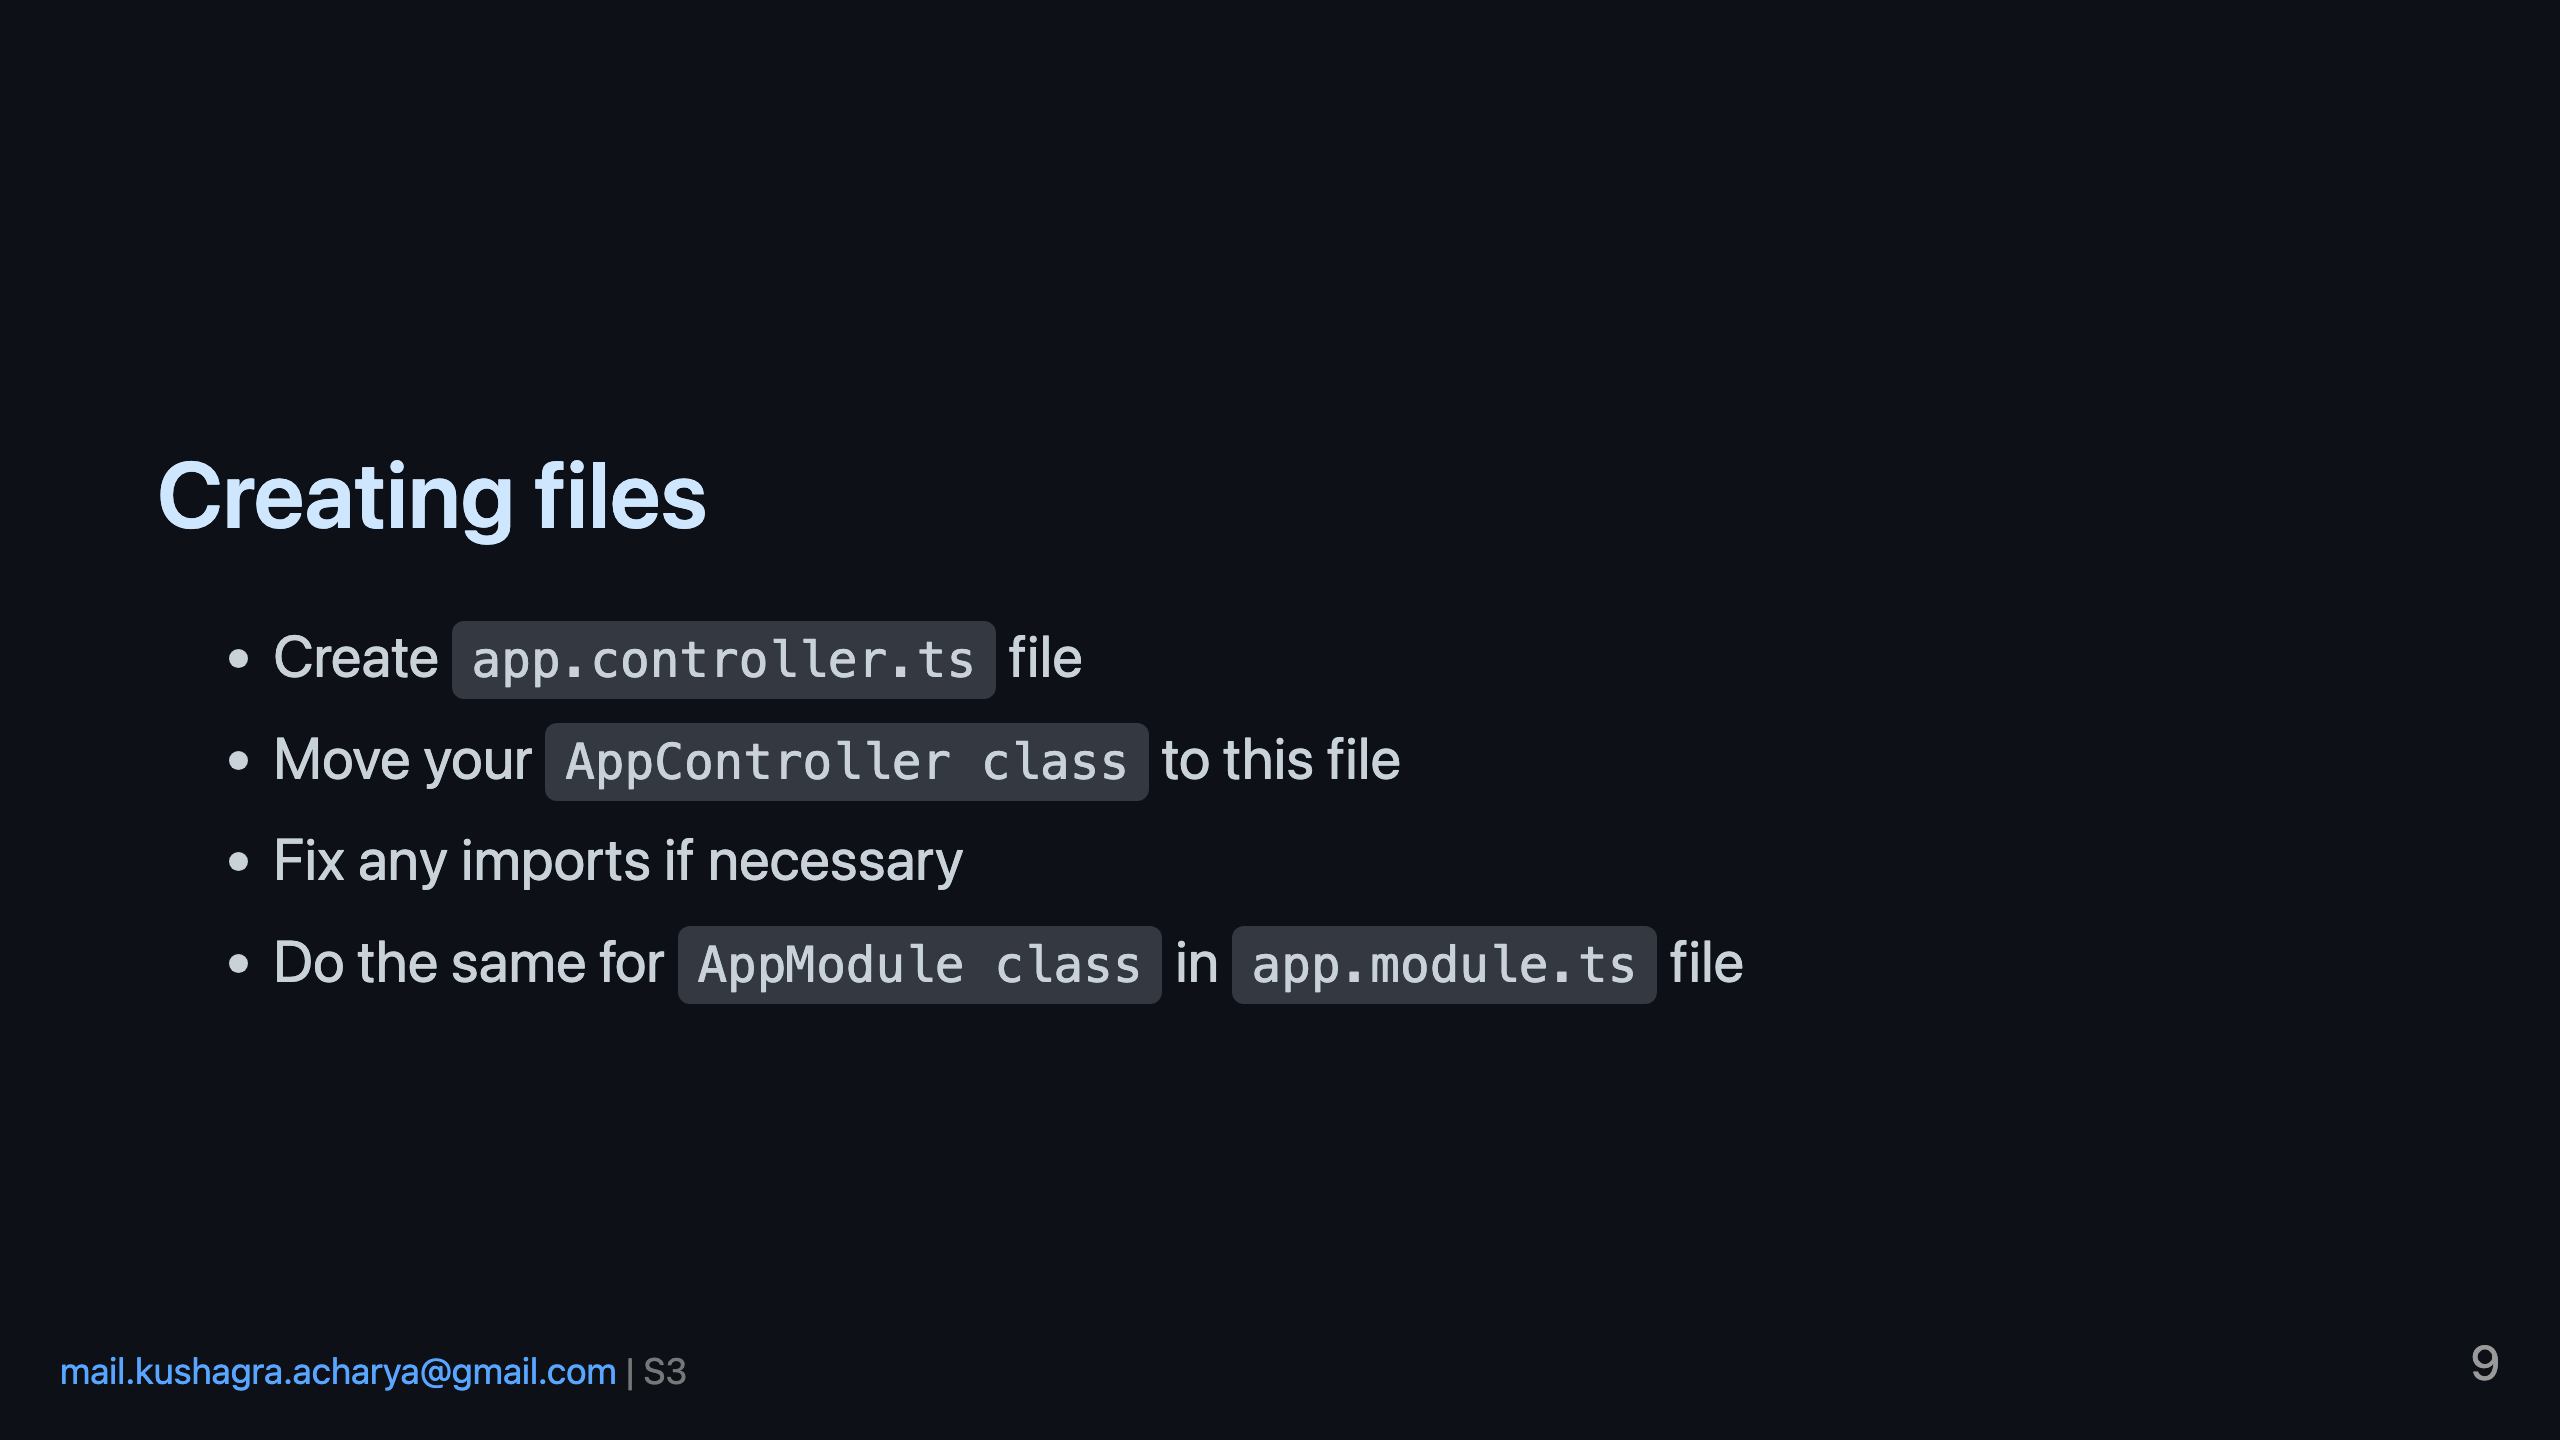 Creating files
• Create app.controller.ts file
• Move your AppController class to this file
• Fix any imports if necessary
• Do the same for AppModule class in app.module.ts file
mail.kushagra.acharya@gmail.com | S3
9